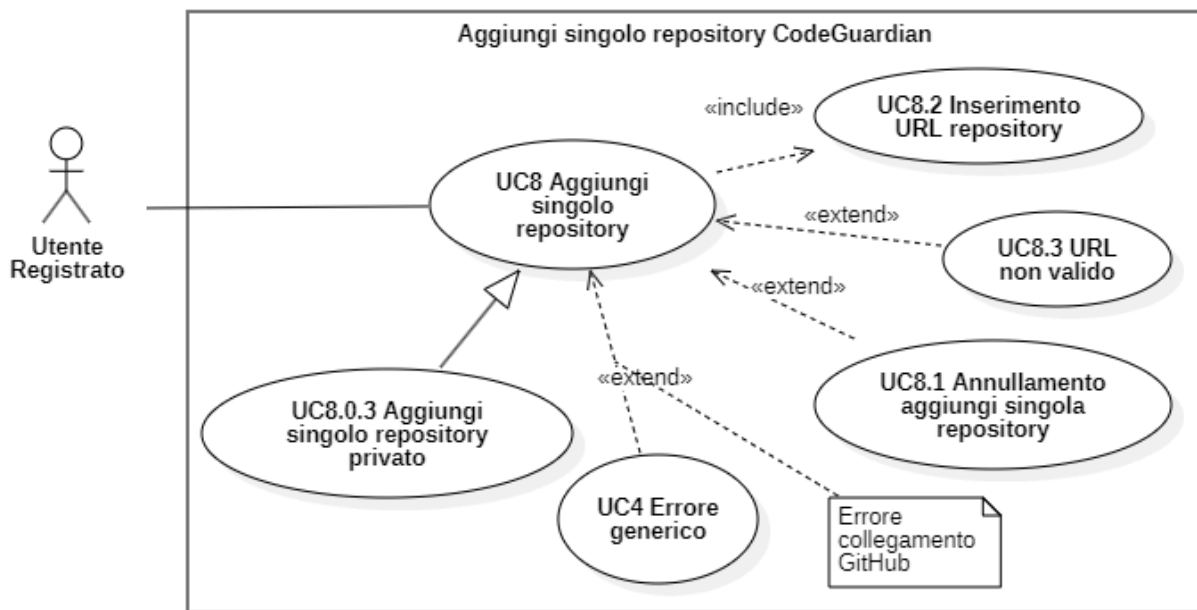 Aggiungi singolo repository CodeGuardian
«include»
UC8.2 Inserimento
URL repository
UC8 Aggiungi
singolo
repository
«extend»
UC8.3 URL
non valido
Utente
Registrato
«extend»
UC8.1 Annullamento
aggiungi singola
repository
«extend»
UC8.0.3 Aggiungi
singolo repository
privato
UC4 Errore
generico
Errore
collegamento
GitHub